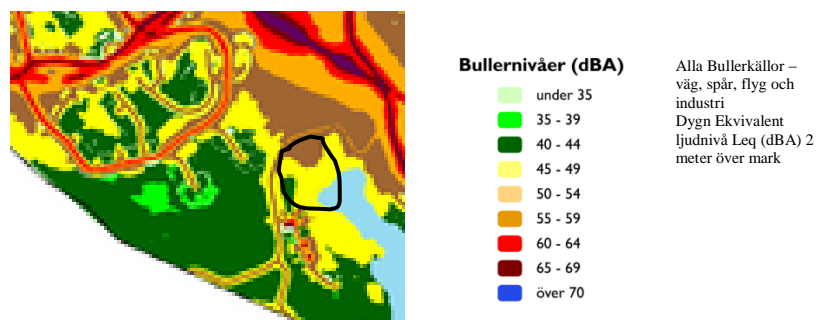 Bullernivåer (dBA)
under 35
35 - 39
40 - 44
45 - 49
50 - 54
55 - 59
60 - 64
65 - 69
över 70
Alla Bullerkällor –
väg, spår, flyg och
industri
Dygn Ekvivalent
ljudnivå Leq (dBA) 2
meter över mark